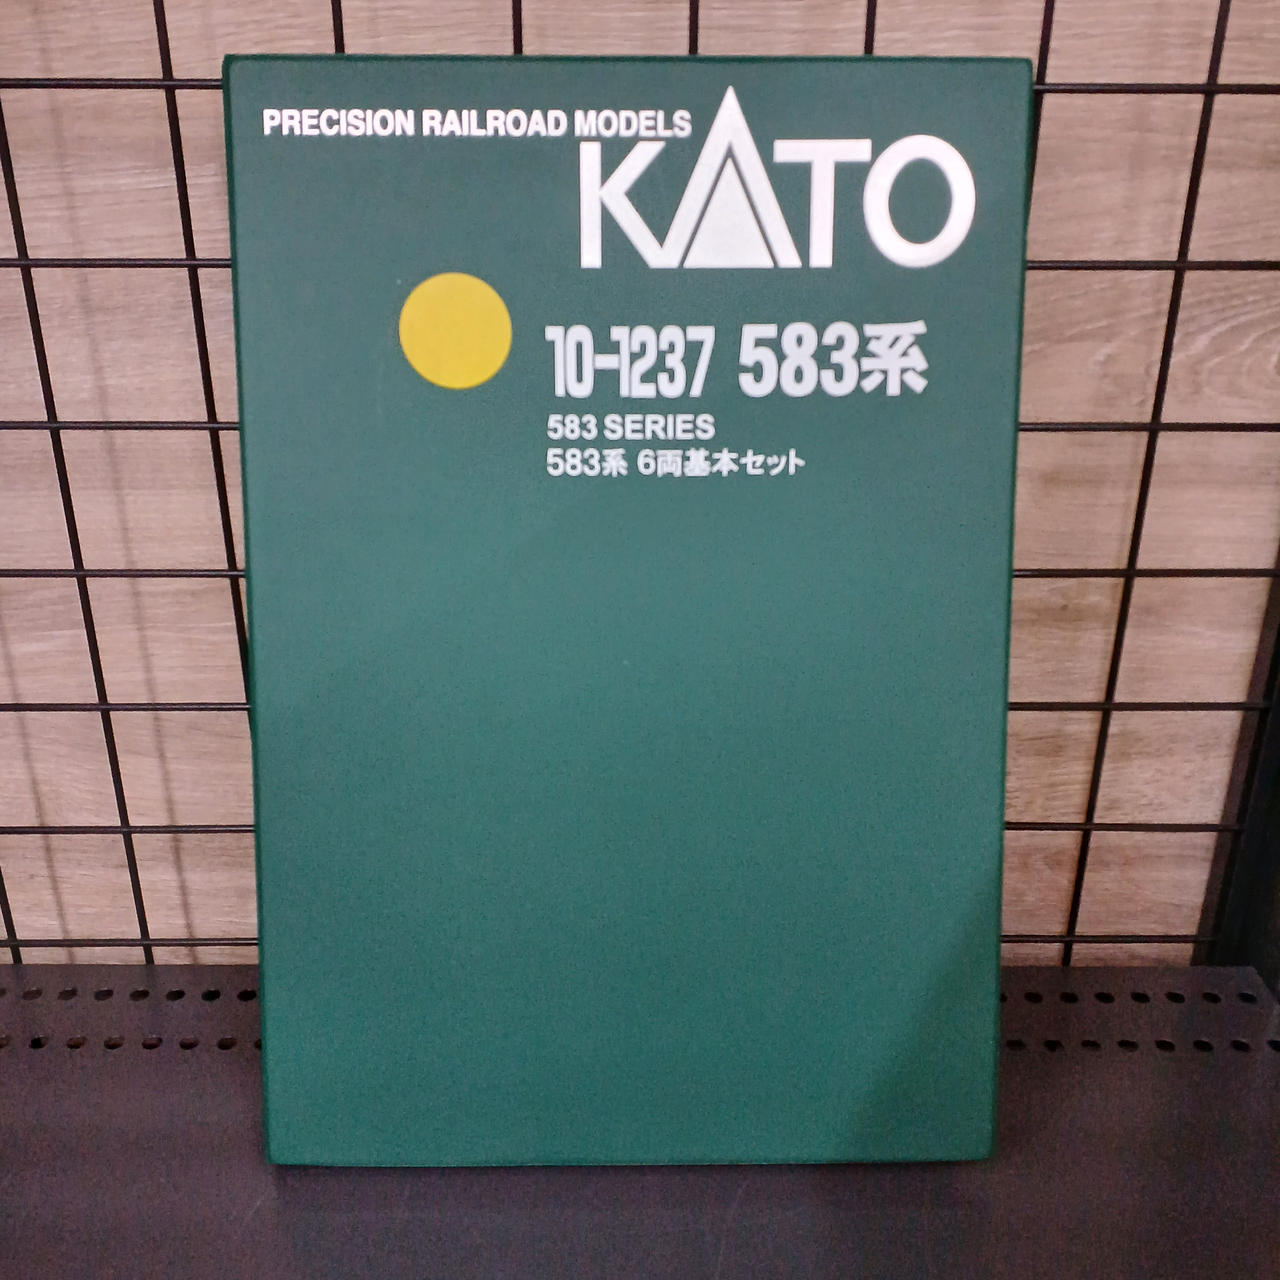 PRECISION RAILROAD MODELS
KATO
10-1237 583系
583 SERIES
583系 6両基本セット